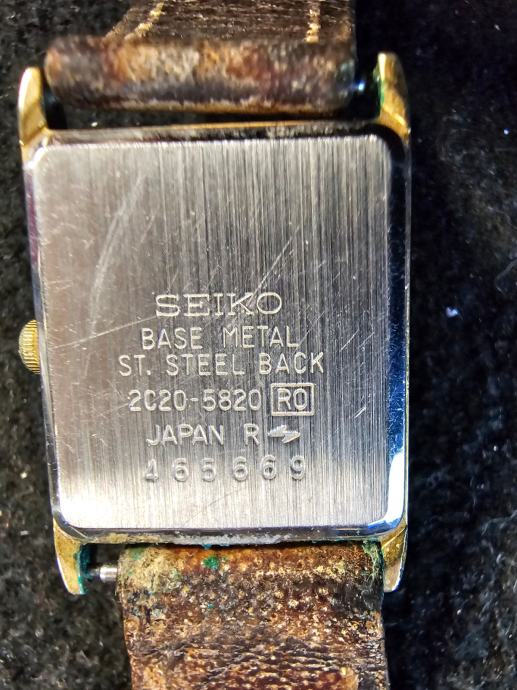 SEIKO
BASE METAL
ST. STEEL BACK
2C20-5820 RO
JAPAN R
465669